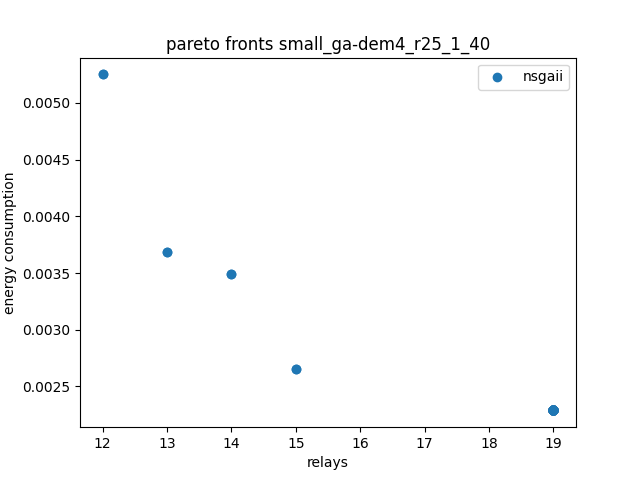 pareto fronts small_ga-dem4_r25_1_40
nsgaii
energy consumption
0.0050
0.0045
0.0040
0.0035
0.0030
0.0025
12 13 14 15 16 17 18 19
relays